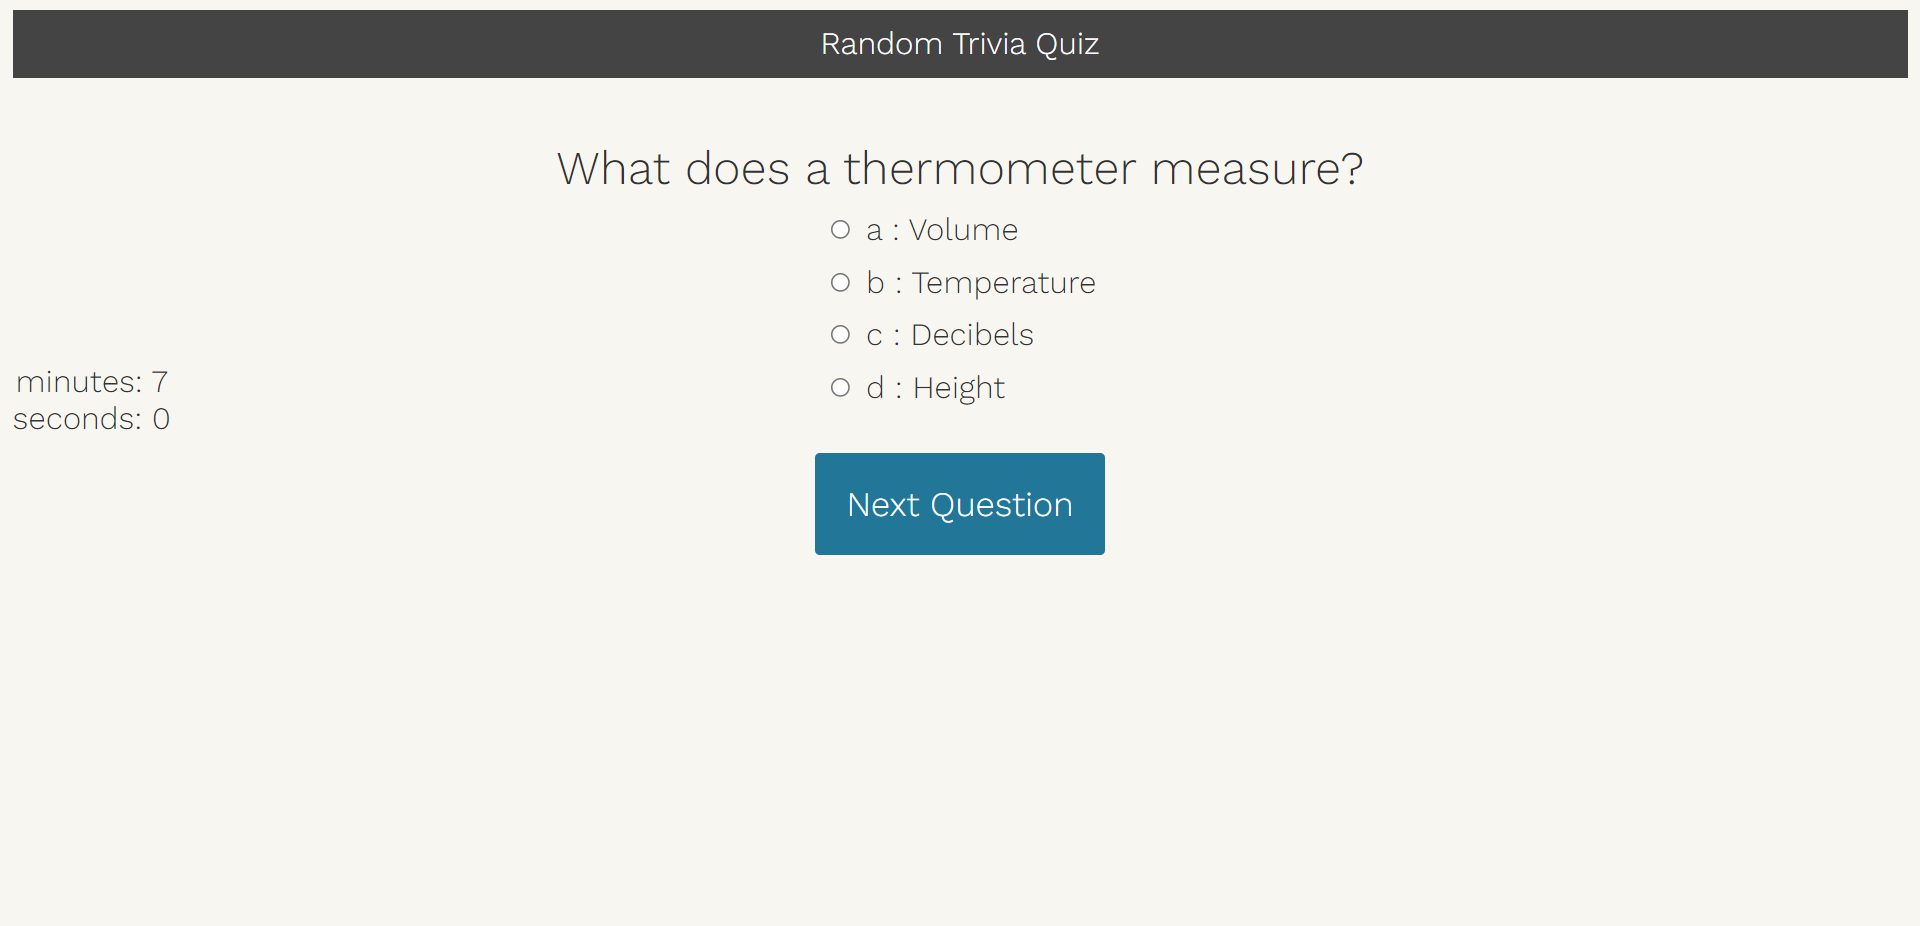 Random Trivia Quiz
What does a thermometer measure?
a : Volume
b : Temperature
c : Decibels
d : Height
minutes: 7
seconds: 0
Next Question